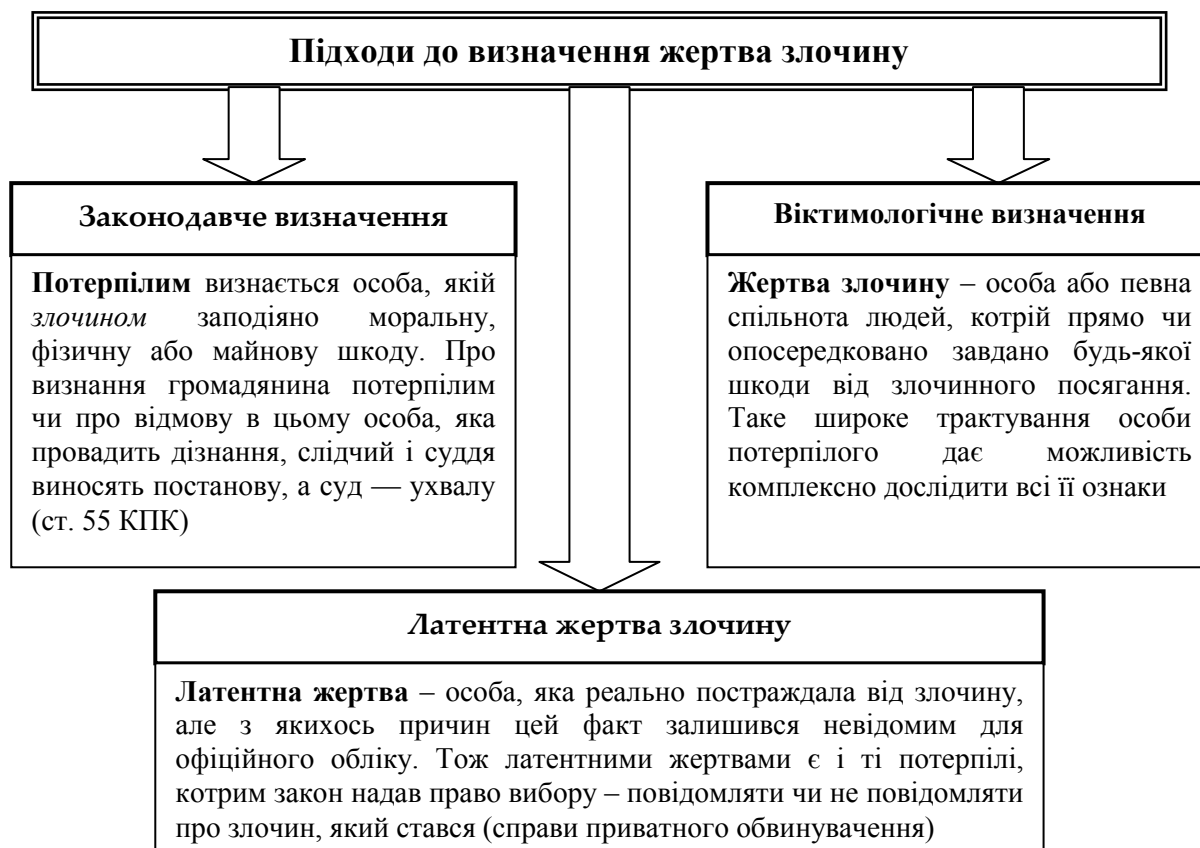 Підходи до визначення жертва злочину
Законодавче визначення
Потерпілим визнається особа, якій
злочином заподіяно моральну,
фізичну або майнову шкоду. Про
визнання громадянина потерпілим
чи про відмову в цьому особа, яка
провадить дізнання, слідчий і суддя
виносять постанову, а суд — ухвалу
(ст. 55 КПК)
Віктимологічне визначення
Жертва злочину – особа або певна
спільнота людей, котрій прямо чи
опосередковано завдано будь-якої
шкоди від злочинного посягання.
Таке широке трактування особи
потерпілого дає можливість
комплексно дослідити всі її ознаки
Латентна жертва злочину
Латентна жертва – особа, яка реально постраждала від злочину,
але з якихось причин цей факт залишився невідомим для
офіційного обліку. Тож латентними жертвами є і ті потерпілі,
котрим закон надав право вибору – повідомляти чи не повідомляти
про злочин, який стався (справи приватного обвинувачення)